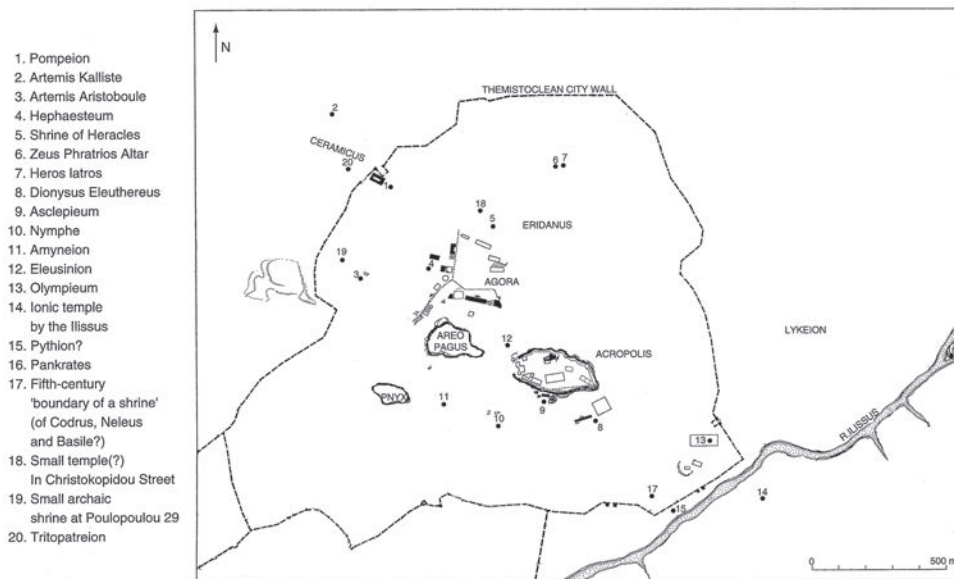 1. Pompeion
2. Artemis Kalliste
3. Artemis Aristoboule
4. Hephaesteum
5. Shrine of Heracles
6. Zeus Phratrios Altar
7. Heros Iatros
8. Dionysus Eleuthereus
9. Asclepieum
10. Nymphe
11. Amyneion
12. Eleusinion
13. Olympieum
14. Ionic temple
by the Ilissus
15. Pythion?
16. Pankrates
17. Fifth-century
'boundary of a shrine'
(of Codrus, Neleus
and Basile?)
18. Small temple(?)
In Christokopidou Street
19. Small archaic
shrine at Poulopoulou 29
20. Tritopatreion
N
THEMISTOCLEAN CITY WALL
2
CERAMICUS
20
1
6 7
18
5
ERIDANUS
19
3
4
AGORA
LYKEION
AREO
PAGUS
12
ACROPOLIS
PNYX
11
10
9
8
13
R.ILISSUS
17
15
14
0 500 m